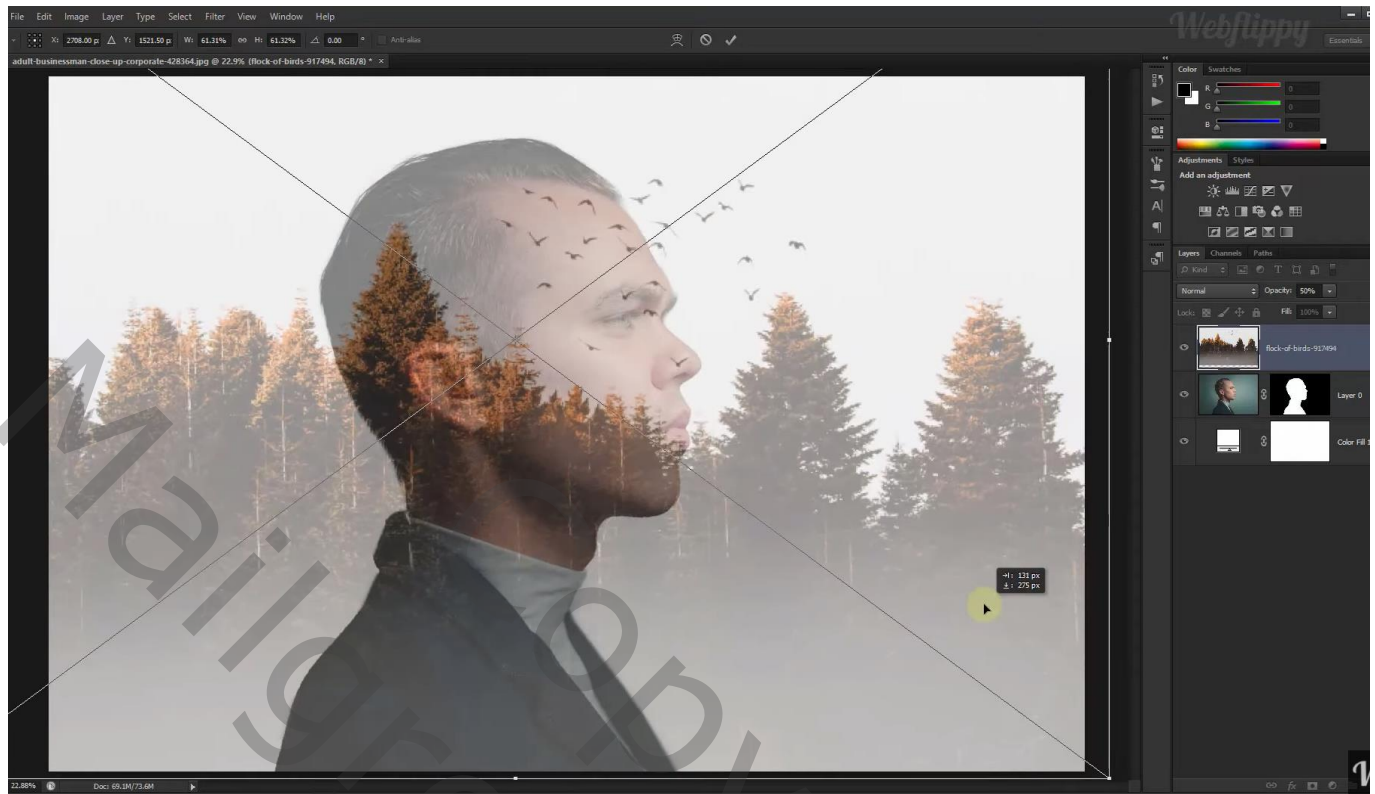 File Edit Image Layer Type Select Filter View Window Help
Webflippy
X: 2708.00 p: Y: 1521.50 p: W: 61.31% H: 61.32% 0.00 ° Anti-alias Essentials
adult-businessman-close-up-corporate-428364.jpg @ 22.9% (flock-of-birds-917494, RGB/8) * ×
Color Swatches
R 0
G 0
B 0
Adjustments Styles
Add an adjustment
Layers Channels Paths
Kind
Normal Opacity: 50%
Lock: Fill: 100%
flock-of-birds-917494
Layer 0
Color Fill 1
: 131 px
: 275 px
22.88% Doc: 69.1M/73.6M
fx